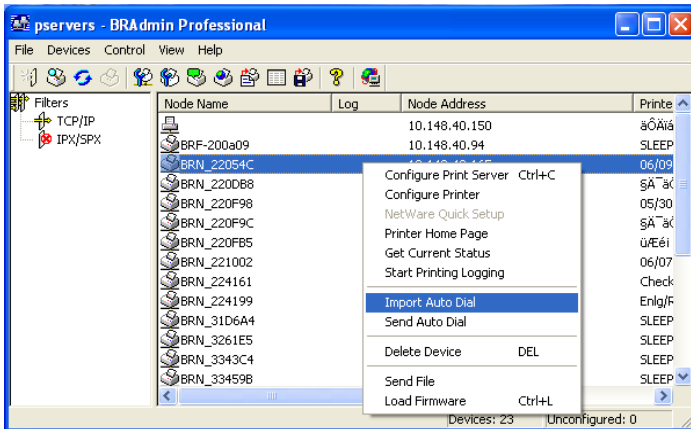 pservers - BRAdmin Professional
File Devices Control View Help
Filters
TCP/IP
IPX/SPX
Node Name Log Node Address Printe
10.148.40.150 äÔÄïá
BRF-200a09 10.148.40.94 SLEEP
BRN_22054C 06/09
BRN_220DB8
BRN_220F98 05/30
BRN_220F9C
BRN_220FB5
BRN_221002 06/07
BRN_224161 Check
BRN_224199 Enlg/F
BRN_31D6A4 SLEEP
BRN_3261E5 SLEEP
BRN_3343C4 SLEEP
BRN_33459B SLEEP
Configure Print Server Ctrl+C
Configure Printer
NetWare Quick Setup
Printer Home Page
Get Current Status
Start Printing Logging
Import Auto Dial
Send Auto Dial
Delete Device DEL
Send File
Load Firmware Ctrl+L
Devices: 23 Unconfigured: 0